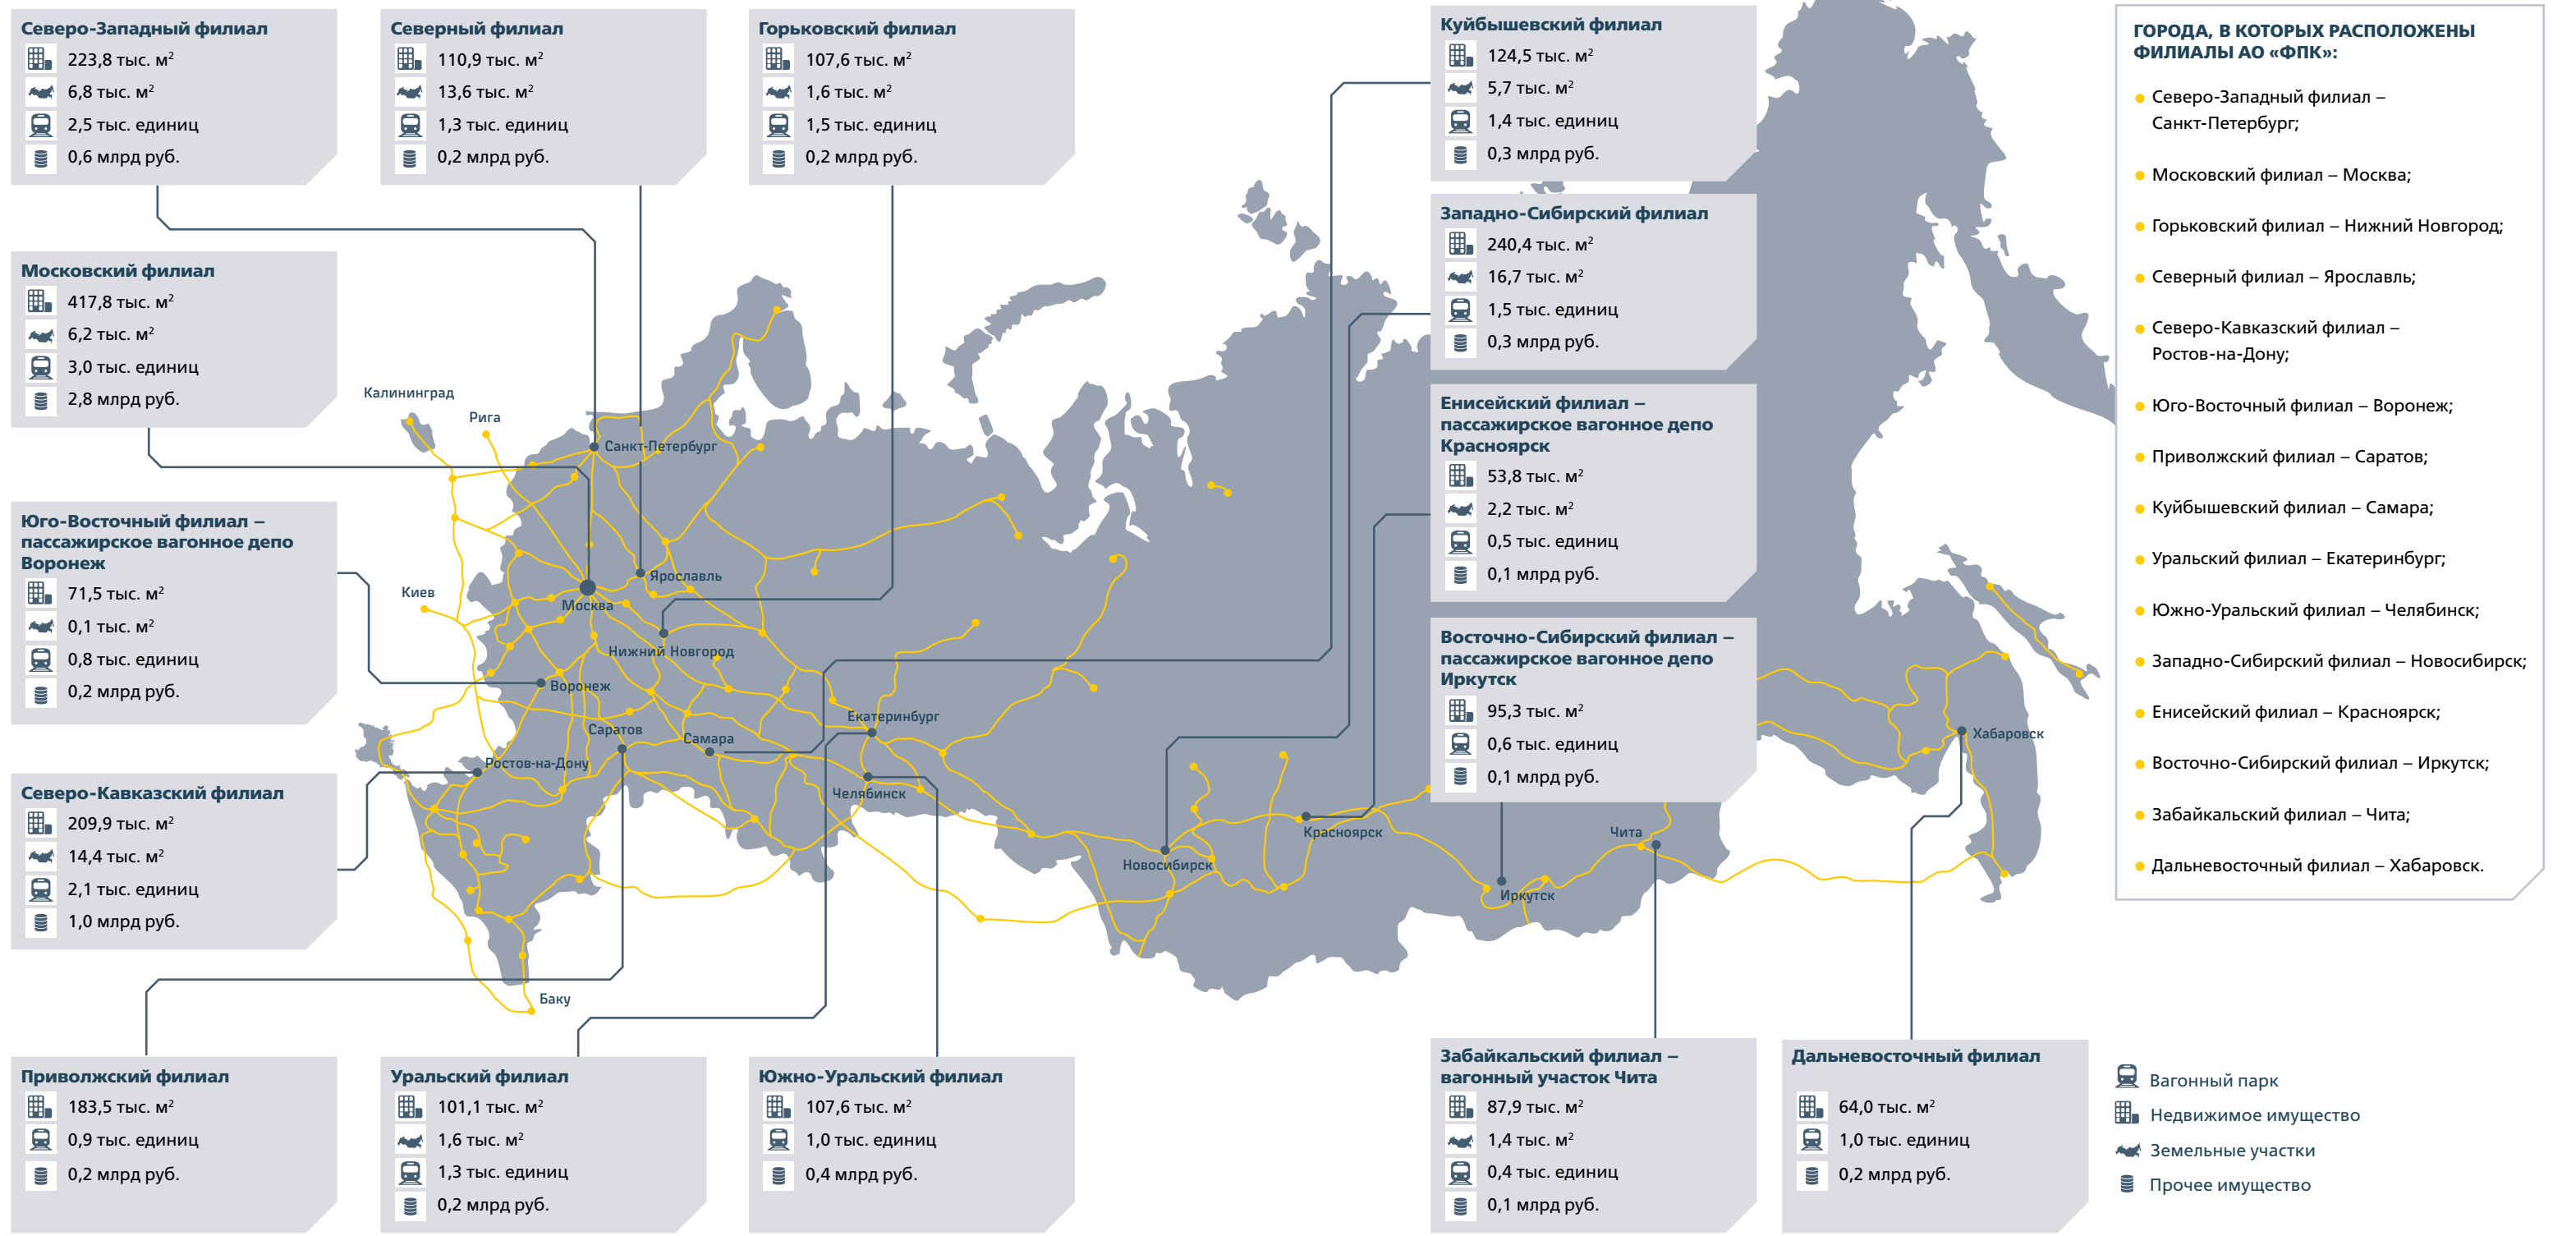 Северо-Западный филиал
223,8 тыс. м²
6,8 тыс. м²
2,5 тыс. единиц
0,6 млрд руб.
Северный филиал
110,9 тыс. м²
13,6 тыс. м²
1,3 тыс. единиц
0,2 млрд руб.
Горьковский филиал
107,6 тыс. м²
1,6 тыс. м²
1,5 тыс. единиц
0,2 млрд руб.
Куйбышевский филиал
124,5 тыс. м²
5,7 тыс. м²
1,4 тыс. единиц
0,3 млрд руб.
Московский филиал
417,8 тыс. м²
6,2 тыс. м²
3,0 тыс. единиц
2,8 млрд руб.
Западно-Сибирский филиал
240,4 тыс. м²
16,7 тыс. м²
1,5 тыс. единиц
0,3 млрд руб.
Енисейский филиал –
пассажирское вагонное депо
Красноярск
53,8 тыс. м²
2,2 тыс. м²
0,5 тыс. единиц
0,1 млрд руб.
Юго-Восточный филиал –
пассажирское вагонное депо
Воронеж
71,5 тыс. м²
0,1 тыс. м²
0,8 тыс. единиц
0,2 млрд руб.
Восточно-Сибирский филиал –
пассажирское вагонное депо
Иркутск
95,3 тыс. м²
0,6 тыс. единиц
0,1 млрд руб.
Северо-Кавказский филиал
209,9 тыс. м²
14,4 тыс. м²
2,1 тыс. единиц
1,0 млрд руб.
Калининград
Рига
Санкт-Петербург
Ярославль
Киев
Москва
Нижний Новгород
Воронеж
Екатеринбург
Саратов
Самара
Хабаровск
Ростов-на-Дону
Челябинск
Красноярск
Чита
Новосибирск
Иркутск
Баку
Приволжский филиал
183,5 тыс. м²
0,9 тыс. единиц
0,2 млрд руб.
Уральский филиал
101,1 тыс. м²
1,6 тыс. м²
1,3 тыс. единиц
0,2 млрд руб.
Южно-Уральский филиал
107,6 тыс. м²
1,0 тыс. единиц
0,4 млрд руб.
Забайкальский филиал –
вагонный участок Чита
87,9 тыс. м²
1,4 тыс. м²
0,4 тыс. единиц
0,1 млрд руб.
Дальневосточный филиал
64,0 тыс. м²
1,0 тыс. единиц
0,2 млрд руб.
ГОРОДА, В КОТОРЫХ РАСПОЛОЖЕНЫ
ФИЛИАЛЫ АО «ФПК»:
Северо-Западный филиал –
Санкт-Петербург;
Московский филиал – Москва;
Горьковский филиал – Нижний Новгород;
Северный филиал – Ярославль;
Северо-Кавказский филиал –
Ростов-на-Дону;
Юго-Восточный филиал – Воронеж;
Приволжский филиал – Саратов;
Куйбышевский филиал – Самара;
Уральский филиал – Екатеринбург;
Южно-Уральский филиал – Челябинск;
Западно-Сибирский филиал – Новосибирск;
Енисейский филиал – Красноярск;
Восточно-Сибирский филиал – Иркутск;
Забайкальский филиал – Чита;
Дальневосточный филиал – Хабаровск.
Вагонный парк
Недвижимое имущество
Земельные участки
Прочее имущество